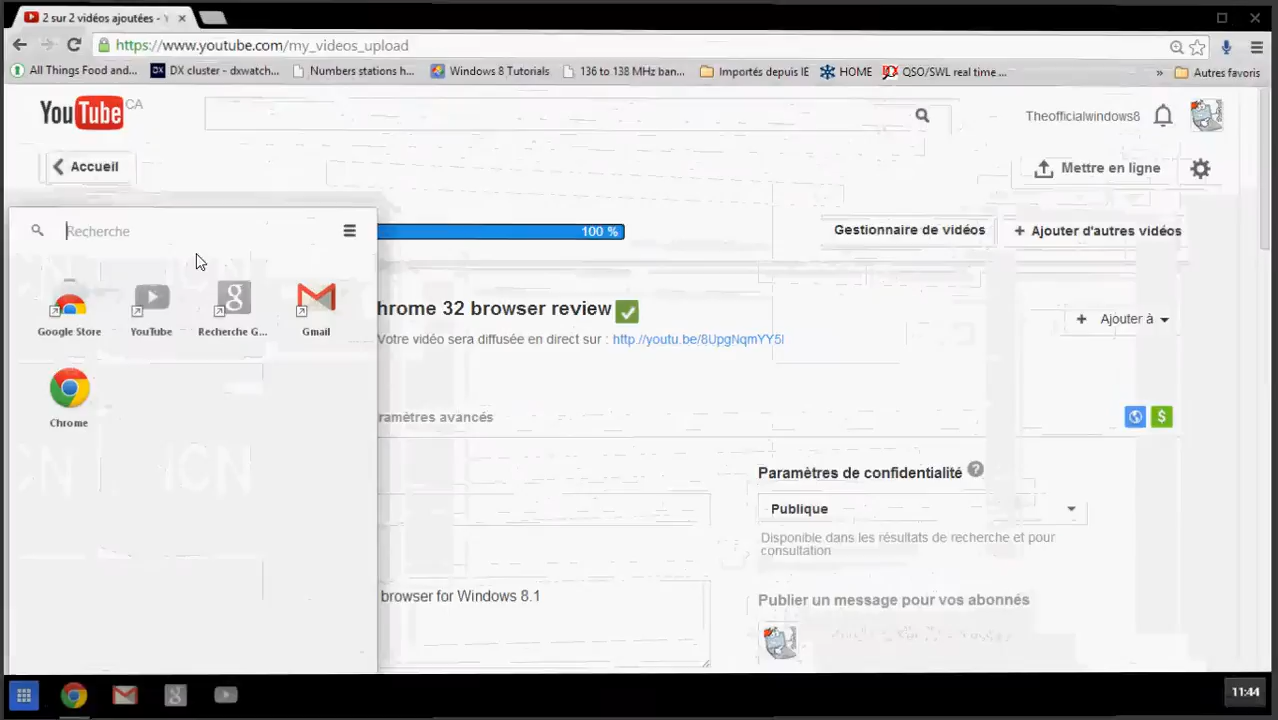 2 sur 2 vidéos ajoutées -
https://www.youtube.com/my_videos_upload
All Things Food and... DX DX cluster - dxwatch... Numbers stations h... Windows 8 Tutorials 136 to 138 MHz ban... Importés depuis IE HOME QSO/SWL real time ... » Autres favoris
YouTube CA
Theofficialwindows8
Accueil
Mettre en ligne
Recherche
100 %
Gestionnaire de vidéos
+ Ajouter d'autres vidéos
Google Store YouTube Recherche G... Gmail
hrome 32 browser review
+ Ajouter à
Votre vidéo sera diffusée en direct sur : http://youtu.be/8UpgNqmYY5I
Chrome
ramètres avancés
$
Paramètres de confidentialité ?
Publique
Disponible dans les résultats de recherche et pour
consultation
browser for Windows 8.1
Publier un message pour vos abonnés
11:44